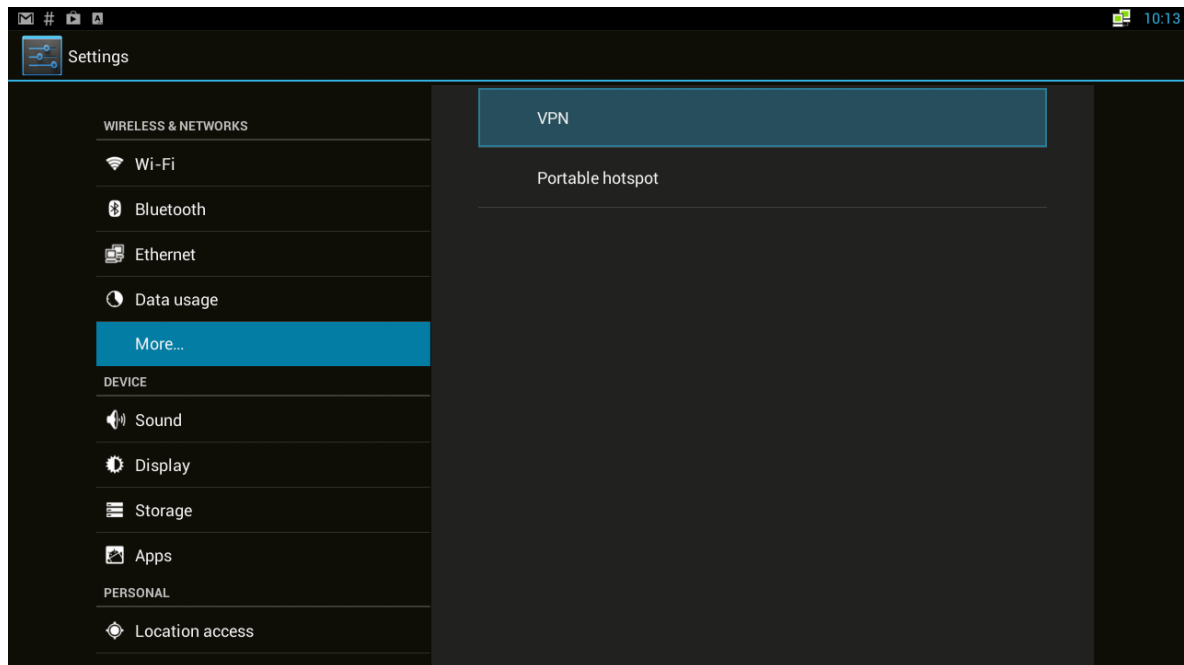 # 10:13
Settings
WIRELESS & NETWORKS
Wi-Fi
Bluetooth
Ethernet
Data usage
More...
DEVICE
Sound
Display
Storage
Apps
PERSONAL
Location access
VPN
Portable hotspot